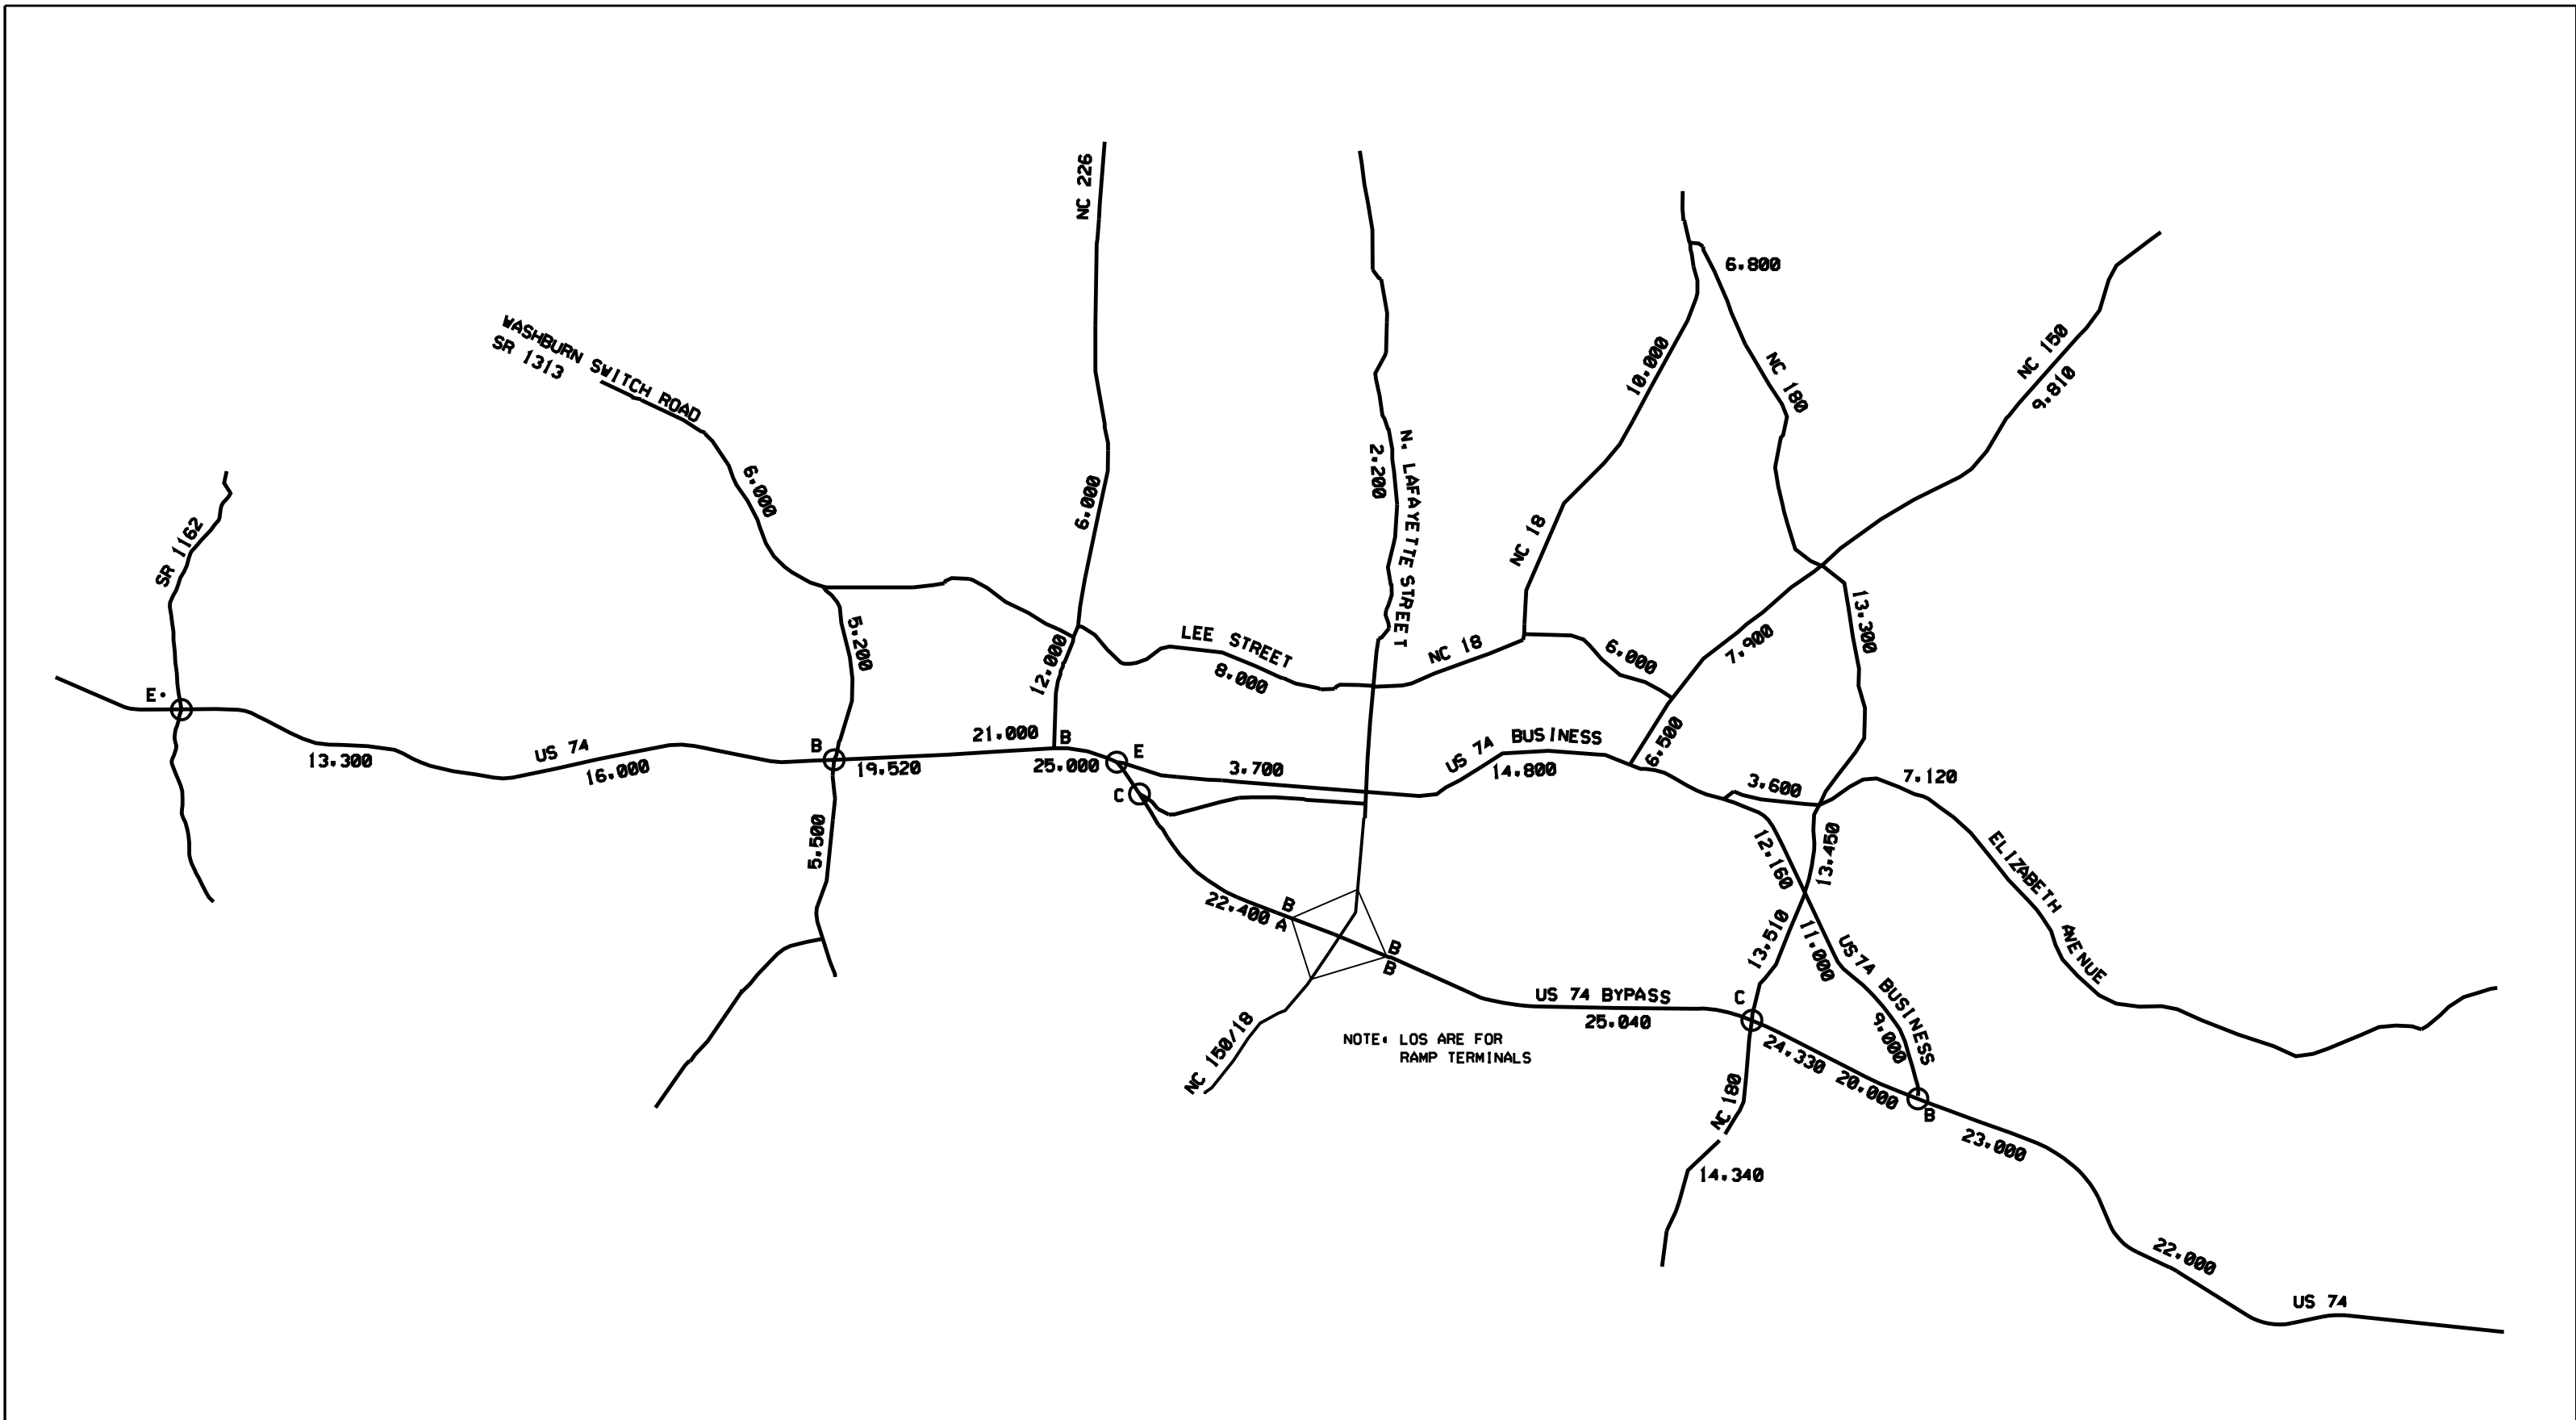 NC 226
6,800
WASHBURN SWITCH ROAD
SR 1313
10,000
NC 180
NC 150
9,810
6,000
6,000
2,200
N. LAFAYETTE STREET
NC 18
SR 1162
5,200
12,000
LEE STREET
8,000
NC 18
6,000
7,900
13,300
E*
13,300
US 74
16,000
B
19,520
21,000
B
25,000
E
C
3,700
US 74 BUSINESS
14,800
6,500
3,600
7,120
5,500
12,160
13,450
ELIZABETH AVENUE
22,400
B
A
B
B
13,510
11,000
US74 BUSINESS
9,000
US 74 BYPASS
25,040
C
NC 150/18
NOTE: LOS ARE FOR
RAMP TERMINALS
24,330
20,000
B
23,000
NC 180
14,340
22,000
US 74